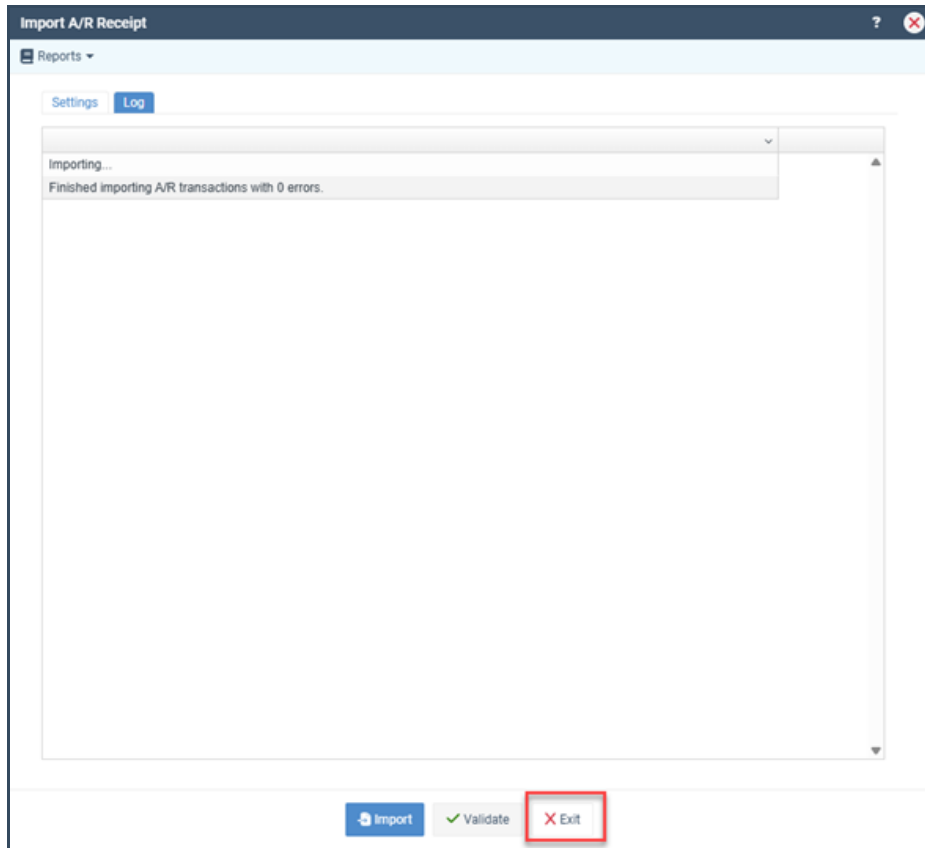 Import A/R Receipt ?
Reports
Settings Log
Importing...
Finished importing A/R transactions with 0 errors.
Import Validate Exit